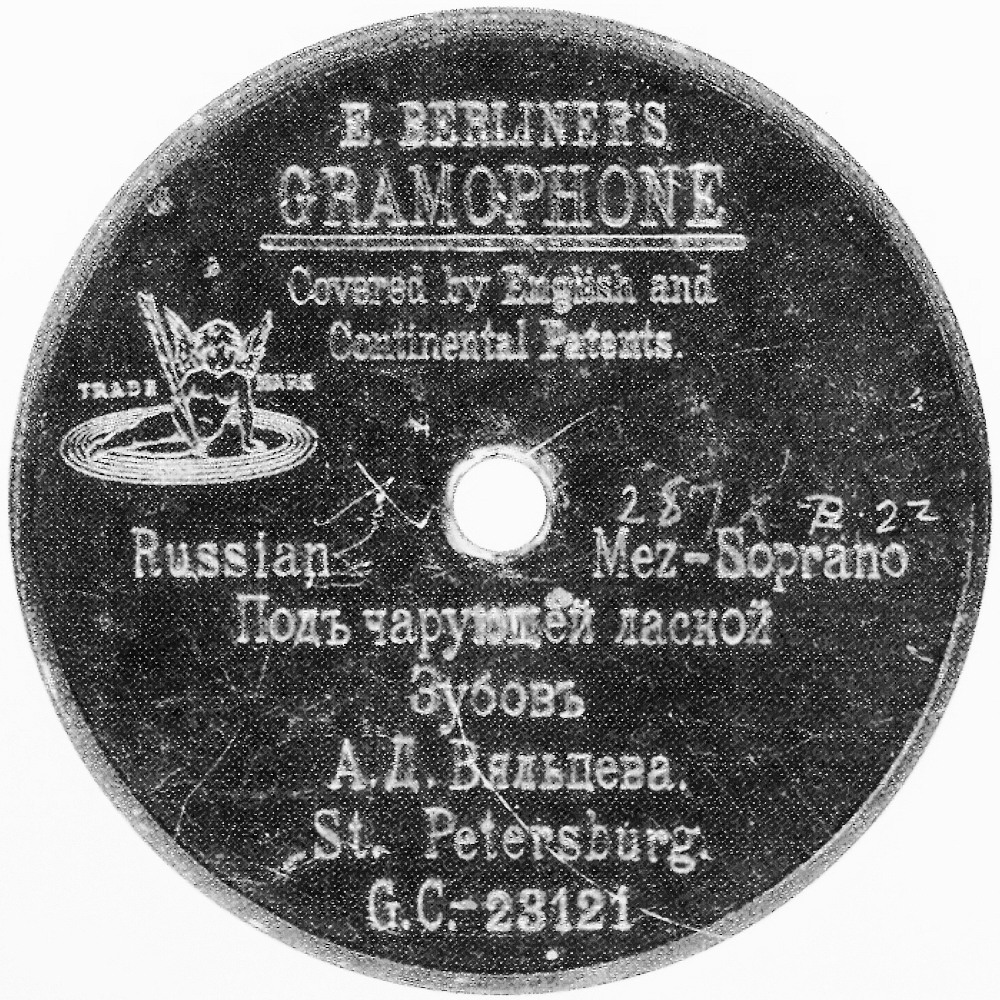 E. BERLINER'S
GRAMOPHONE
Covered by English and
Continental Patents.
TRADE MARK
287
R. 22
Russian Mez-Soprano
Подъ чарующей лаской
Зубовъ
А.Д. Вяльцева.
St. Petersburg.
G.C.-23121